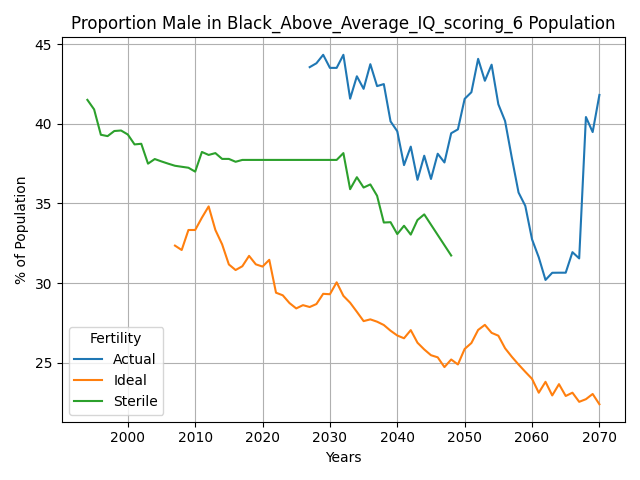 Proportion Male in Black_Above_Average_IQ_scoring_6 Population
45
40
35
30
25
% of Population
Fertility
Actual
Ideal
Sterile
2000 2010 2020 2030 2040 2050 2060 2070
Years